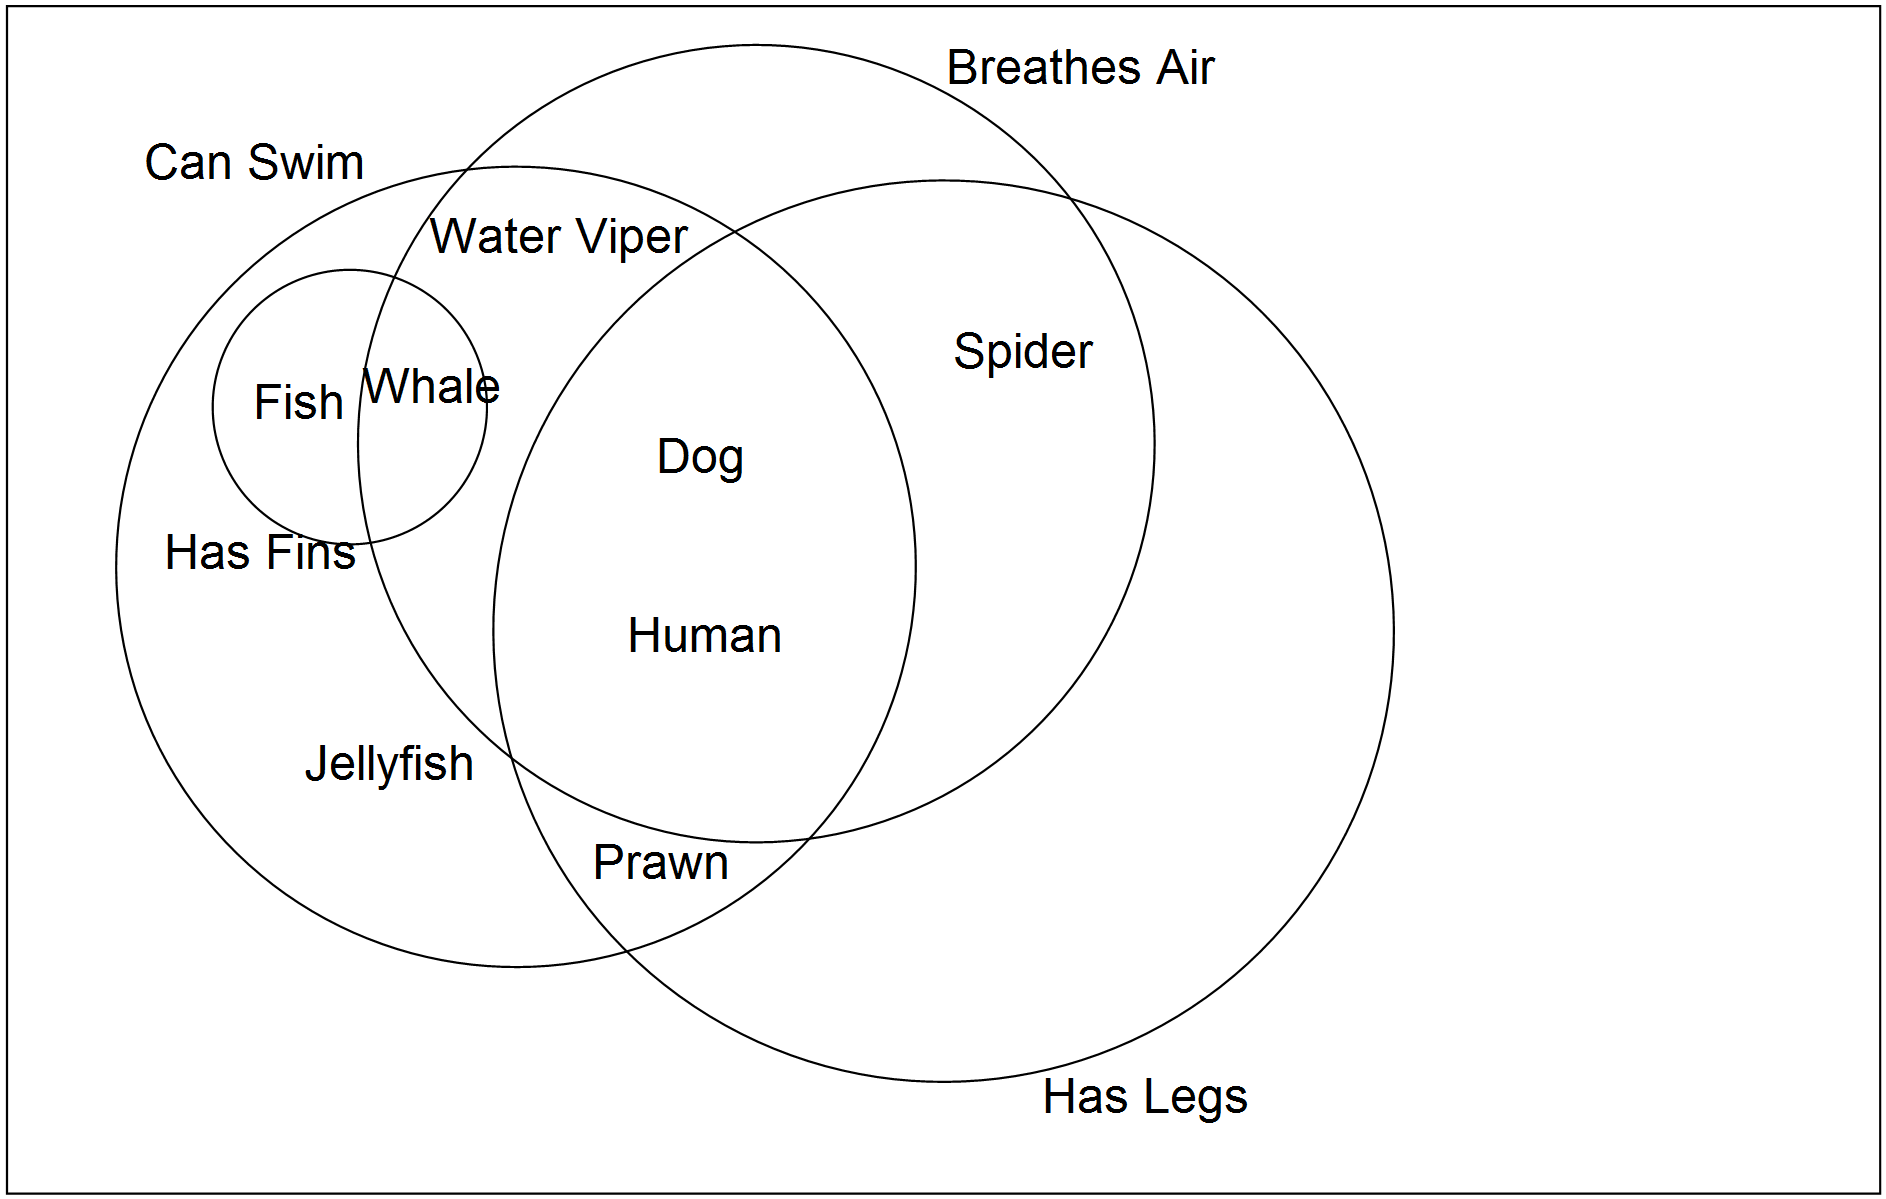 Breathes Air
Can Swim
Water Viper
Spider
Whale
Fish
Dog
Has Fins
Human
Jellyfish
Prawn
Has Legs